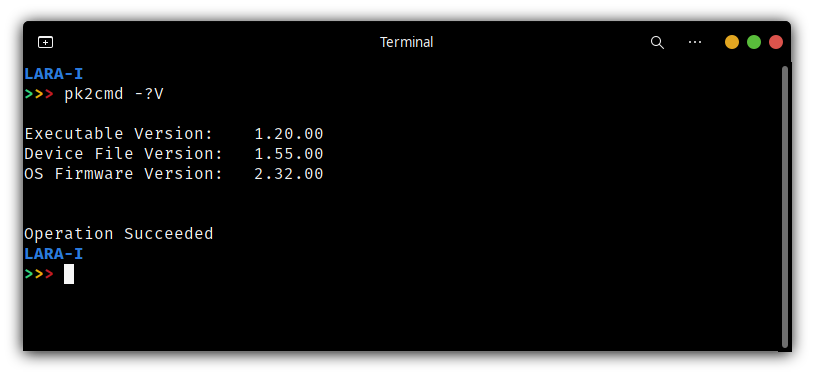 Terminal
LARA-I
>>> pk2cmd -?V
Executable Version:    1.20.00
Device File Version:   1.55.00
OS Firmware Version:   2.32.00
Operation Succeeded
LARA-I
>>>